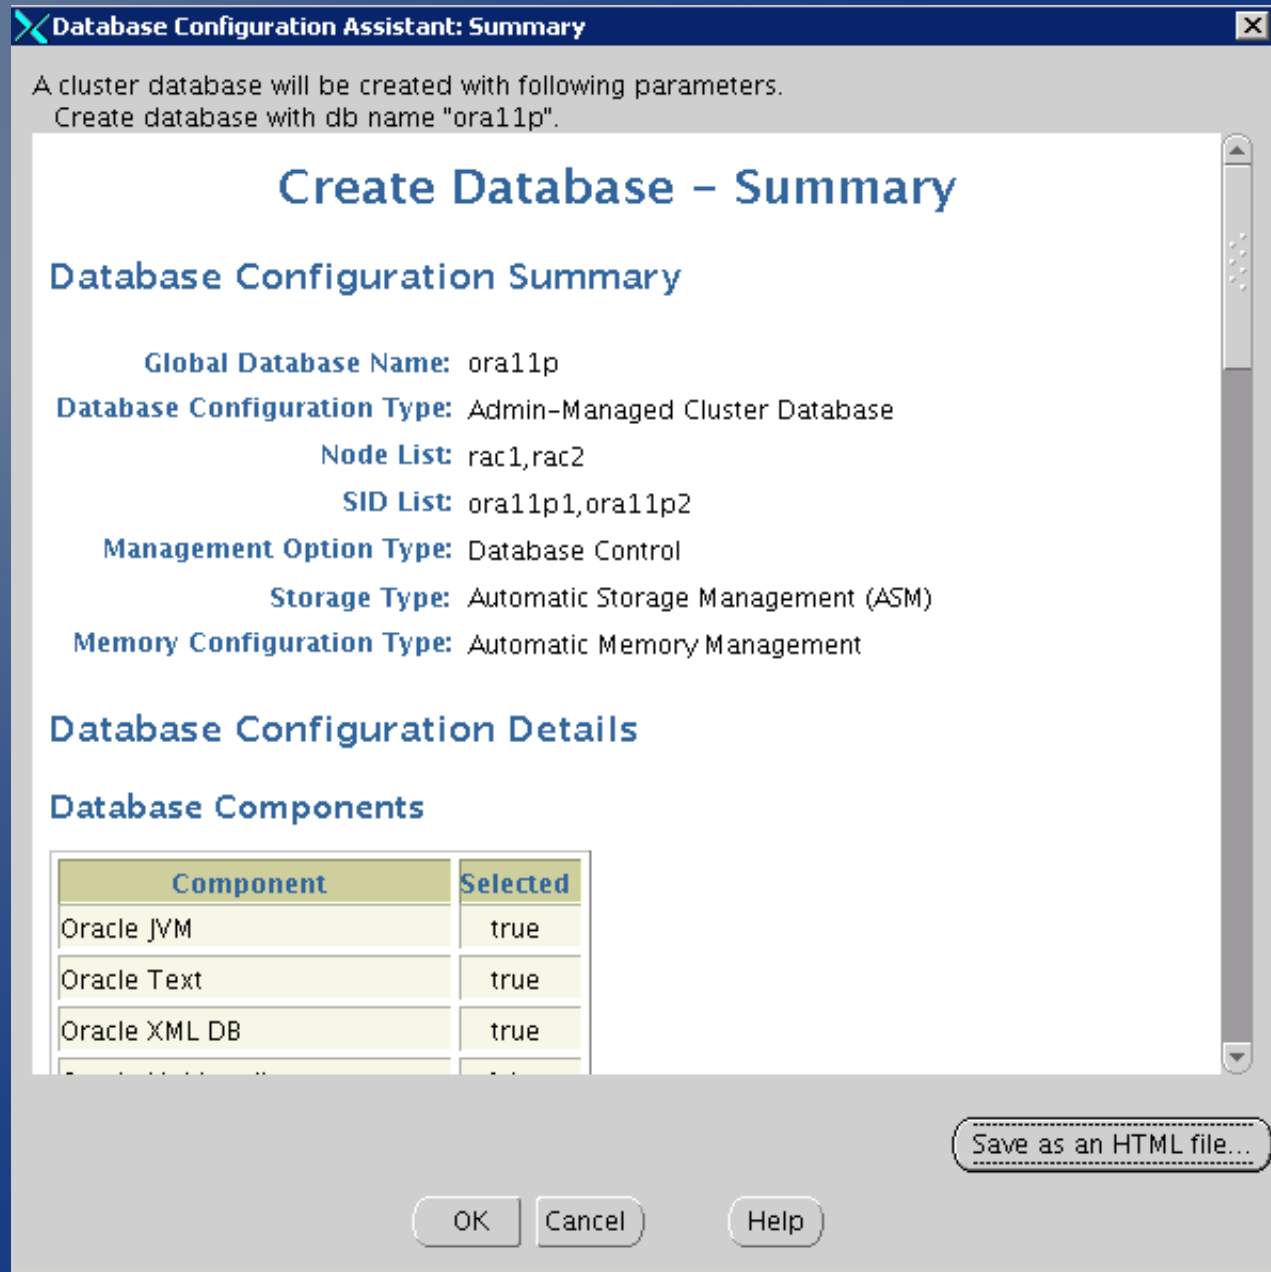 Database Configuration Assistant: Summary
A cluster database will be created with following parameters.
Create database with db name "ora11p".
Create Database – Summary
Database Configuration Summary
Global Database Name: ora11p
Database Configuration Type: Admin–Managed Cluster Database
Node List: rac1,rac2
SID List: ora11p1,ora11p2
Management Option Type: Database Control
Storage Type: Automatic Storage Management (ASM)
Memory Configuration Type: Automatic Memory Management
Database Configuration Details
Database Components
Component Selected
Oracle JVM true
Oracle Text true
Oracle XML DB true
Save as an HTML file...
OK Cancel Help